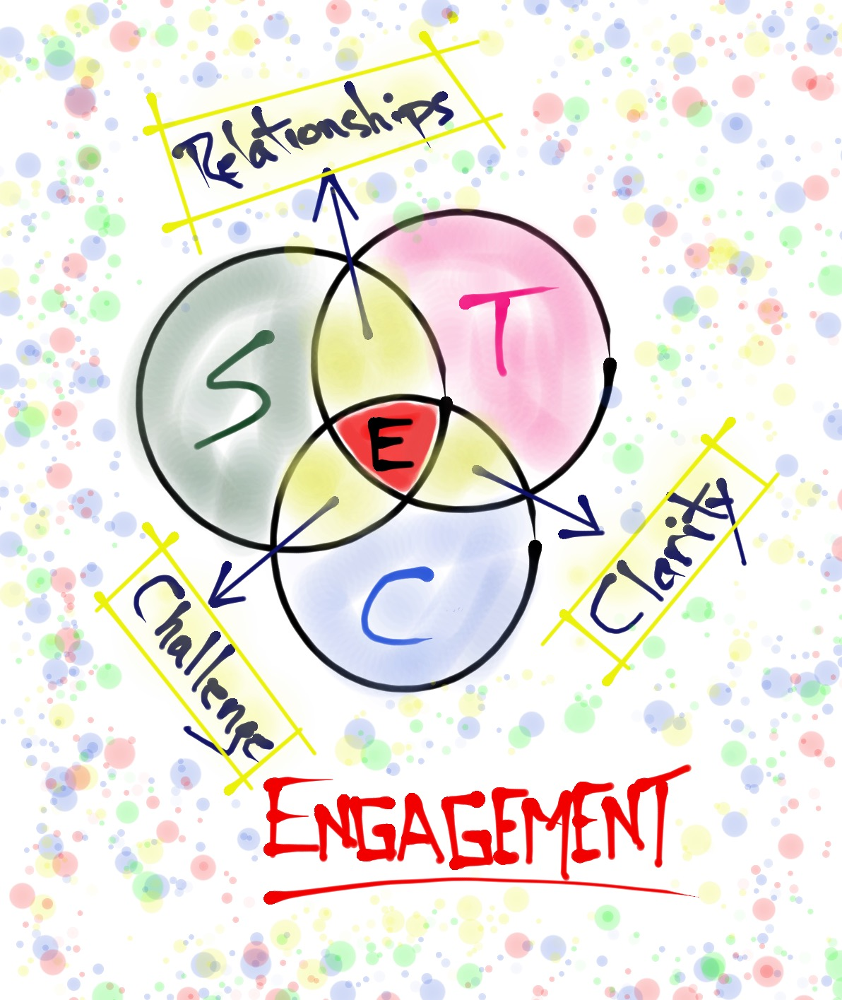 Relationships
T
S
E
Clarity
C
Challenge
ENGAGEMENT